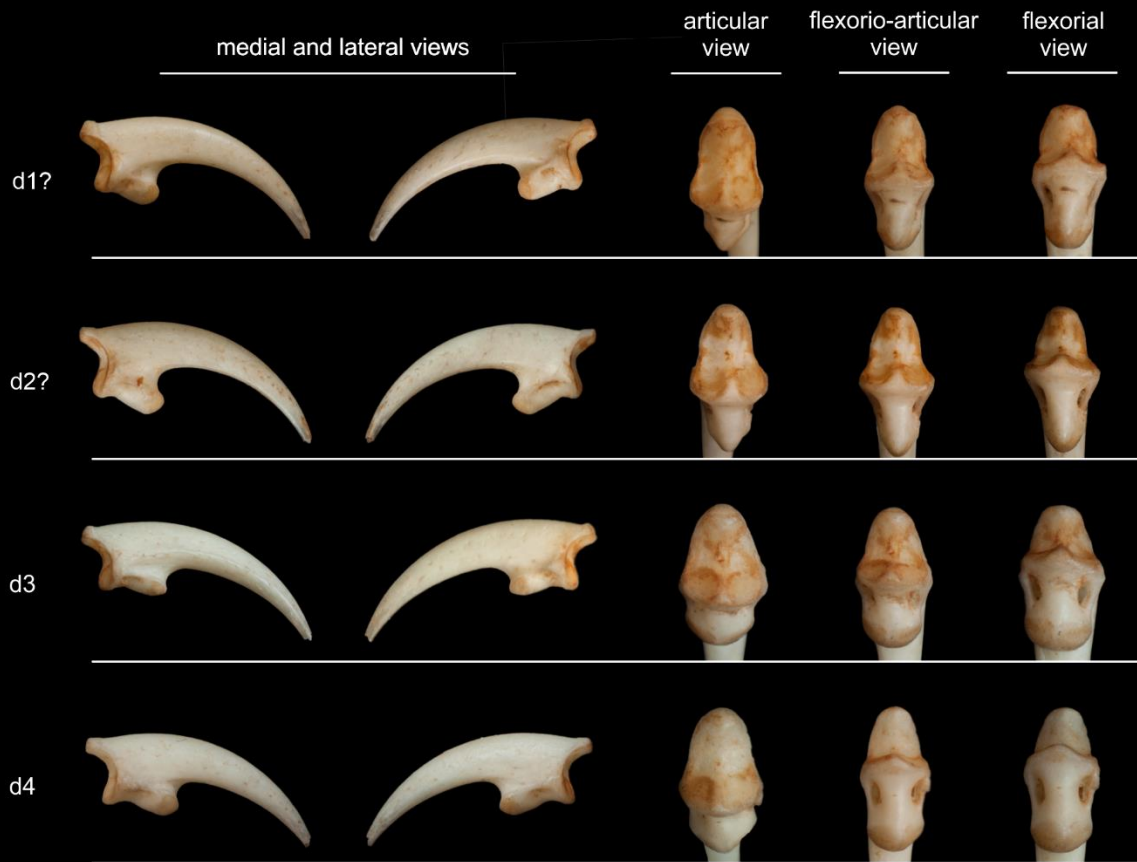 medial and lateral views
articular
view
flexorio-articular
view
flexorial
view
d1?
d2?
d3
d4